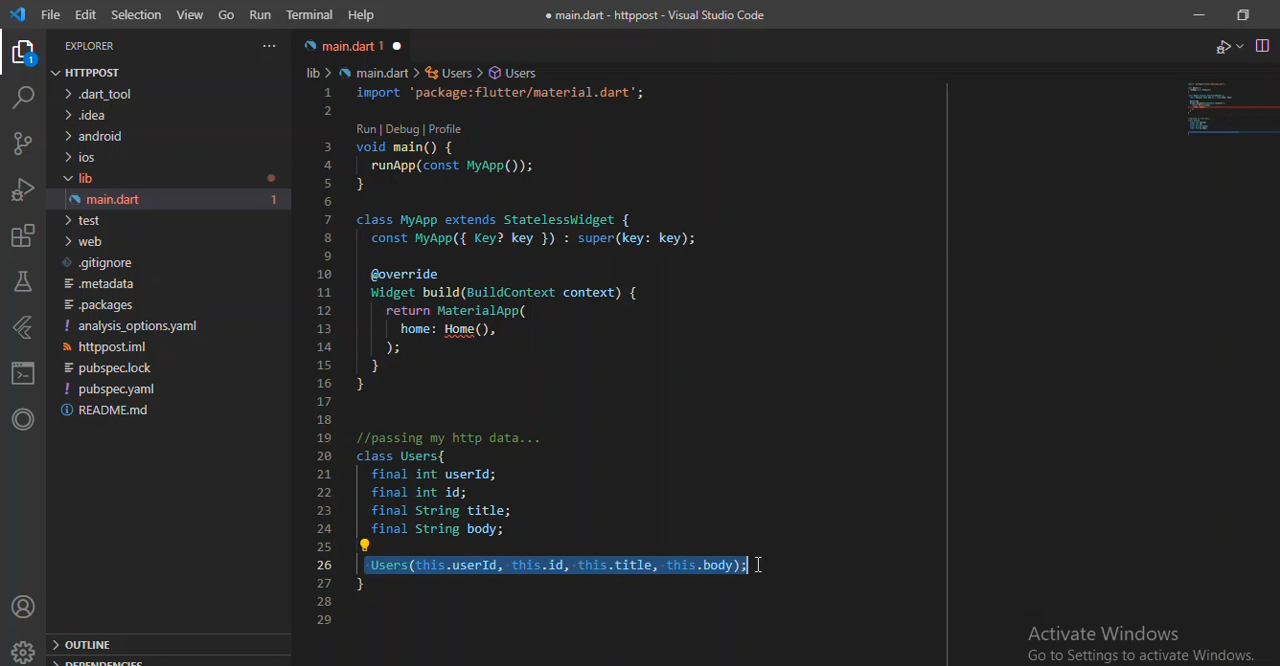 File Edit Selection View Go Run Terminal Help
● main.dart - httppost - Visual Studio Code
EXPLORER
HTTPPOST
.dart_tool
.idea
android
ios
lib
main.dart 1
test
web
.gitignore
.metadata
.packages
analysis_options.yaml
httppost.iml
pubspec.lock
pubspec.yaml
README.md
OUTLINE
1
main.dart 1
lib > main.dart > Users > Users
1 import 'package:flutter/material.dart';
2
Run | Debug | Profile
3 void main() {
4 runApp(const MyApp());
5 }
6
7 class MyApp extends StatelessWidget {
8 const MyApp({ Key? key }) : super(key: key);
9
10 @override
11 Widget build(BuildContext context) {
12 return MaterialApp(
13 home: Home(),
14 );
15 }
16 }
17
18
19 //passing my http data...
20 class Users{
21 final int userId;
22 final int id;
23 final String title;
24 final String body;
25
26 Users(this.userId, this.id, this.title, this.body);
27 }
28
29
Activate Windows
Go to Settings to activate Windows.